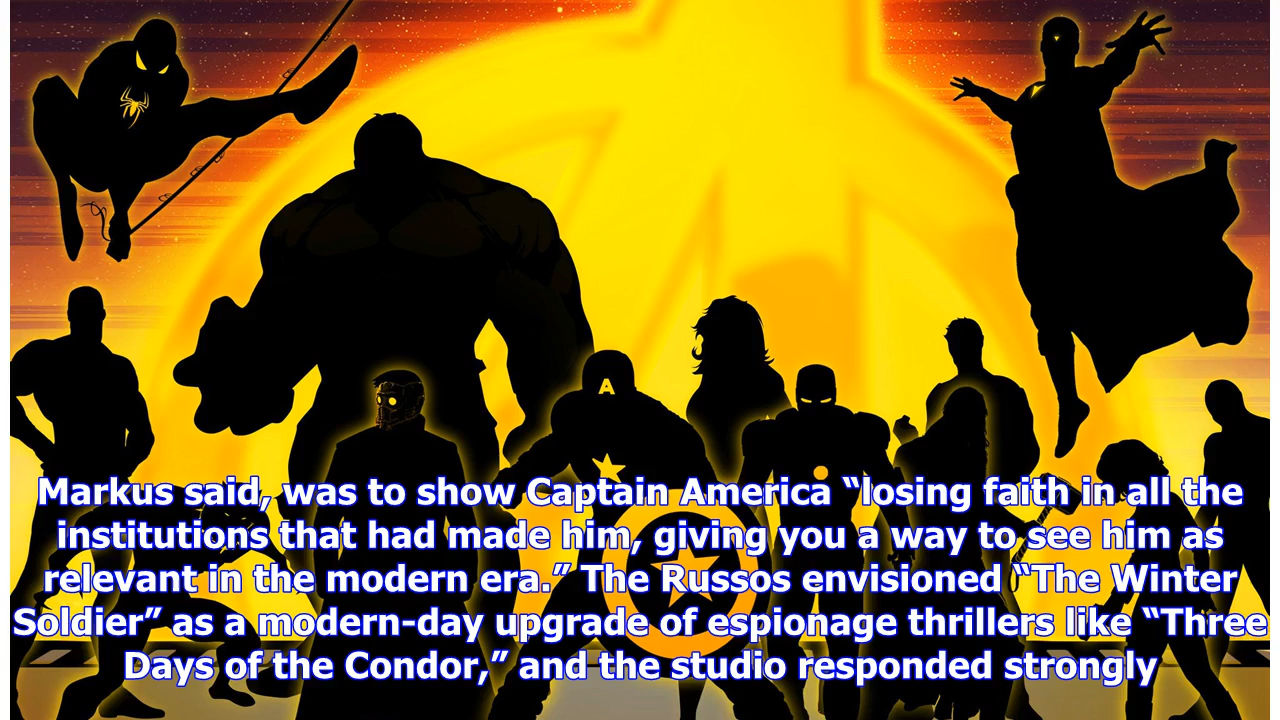 A
Markus said, was to show Captain America “losing faith in all the
institutions that had made him, giving you a way to see him as
relevant in the modern era.” The Russos envisioned “The Winter
Soldier” as a modern-day upgrade of espionage thrillers like “Three
Days of the Condor,” and the studio responded strongly